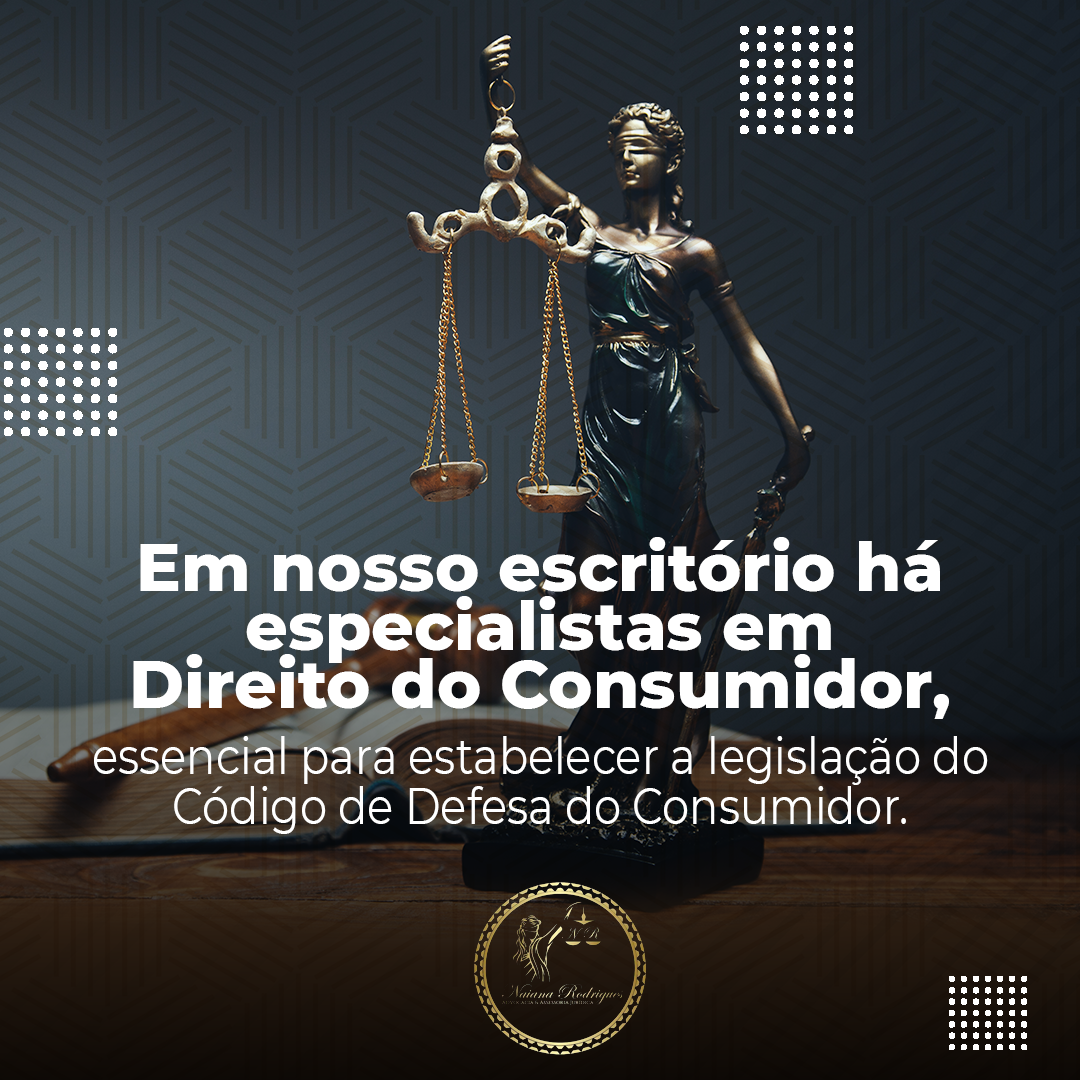 Em nosso escritório há
especialistas em
Direito do Consumidor,
essencial para estabelecer a legislação do
Código de Defesa do Consumidor.
N R
Naiana Rodrigues